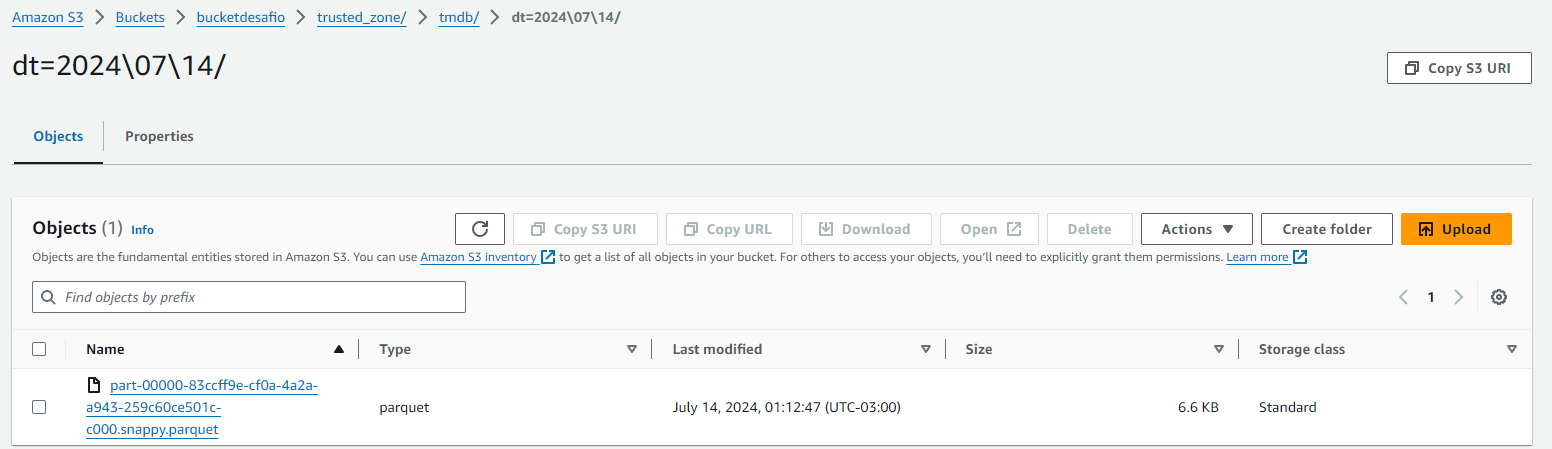 Amazon S3 > Buckets > bucketdesafio > trusted_zone/ > tmdb/ > dt=2024\07\14/
dt=2024\07\14/
Copy S3 URI
Objects Properties
Objects (1) Info
Copy S3 URI Copy URL Download Open Delete Actions Create folder Upload
Objects are the fundamental entities stored in Amazon S3. You can use Amazon S3 inventory to get a list of all objects in your bucket. For others to access your objects, you'll need to explicitly grant them permissions. Learn more
Find objects by prefix
1
Name Type Last modified Size Storage class
part-00000-83ccff9e-cf0a-4a2a-
a943-259c60ce501c-
c000.snappy.parquet
parquet July 14, 2024, 01:12:47 (UTC-03:00) 6.6 KB Standard